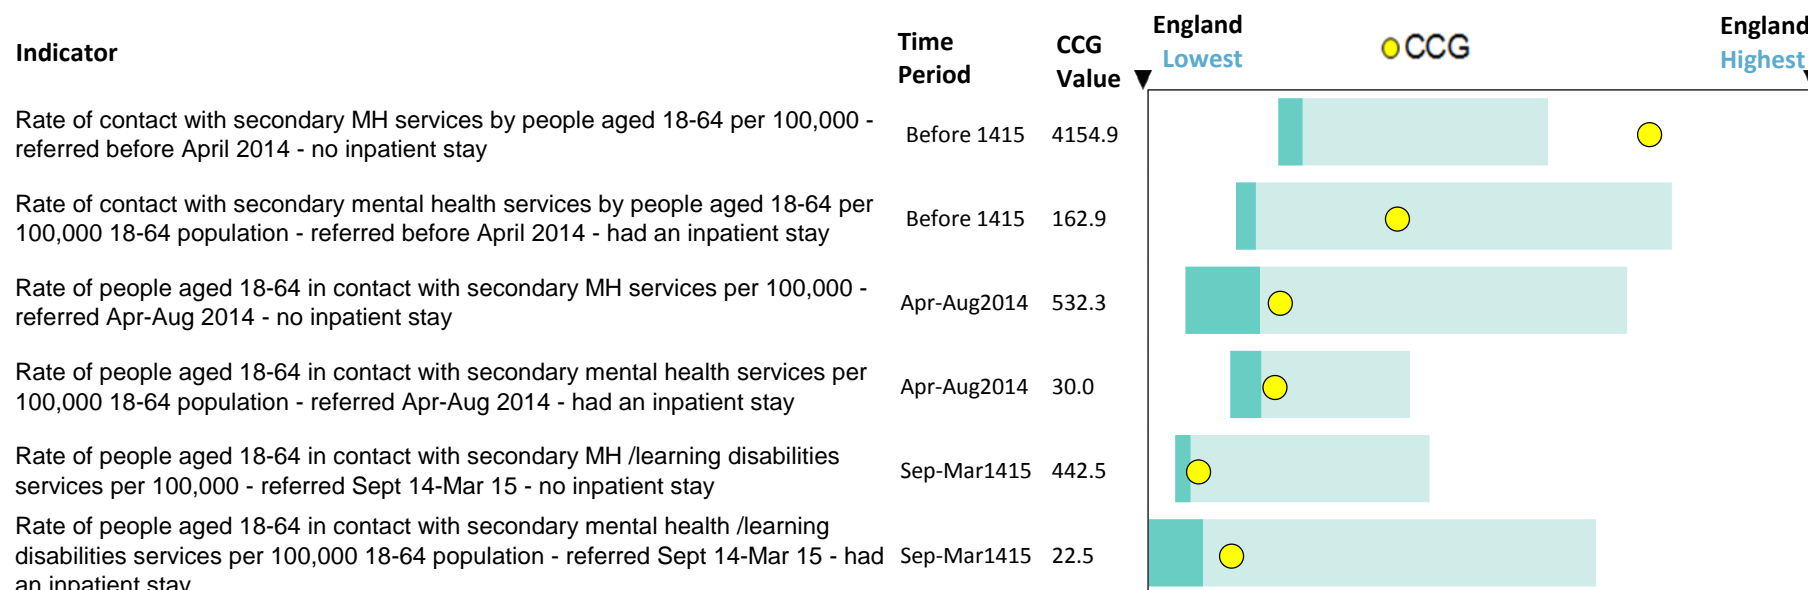 Indicator
Time Period
CCG Value
England Lowest
CCG
England Highest
Rate of contact with secondary MH services by people aged 18-64 per 100,000 -
referred before April 2014 - no inpatient stay
Before 1415 4154.9
Rate of contact with secondary mental health services by people aged 18-64 per
100,000 18-64 population - referred before April 2014 - had an inpatient stay
Before 1415 162.9
Rate of people aged 18-64 in contact with secondary MH services per 100,000 -
referred Apr-Aug 2014 - no inpatient stay
Apr-Aug2014 532.3
Rate of people aged 18-64 in contact with secondary mental health services per
100,000 18-64 population - referred Apr-Aug 2014 - had an inpatient stay
Apr-Aug2014 30.0
Rate of people aged 18-64 in contact with secondary MH /learning disabilities
services per 100,000 - referred Sept 14-Mar 15 - no inpatient stay
Sep-Mar1415 442.5
Rate of people aged 18-64 in contact with secondary mental health /learning
disabilities services per 100,000 18-64 population - referred Sept 14-Mar 15 - had
an inpatient stay
Sep-Mar1415 22.5